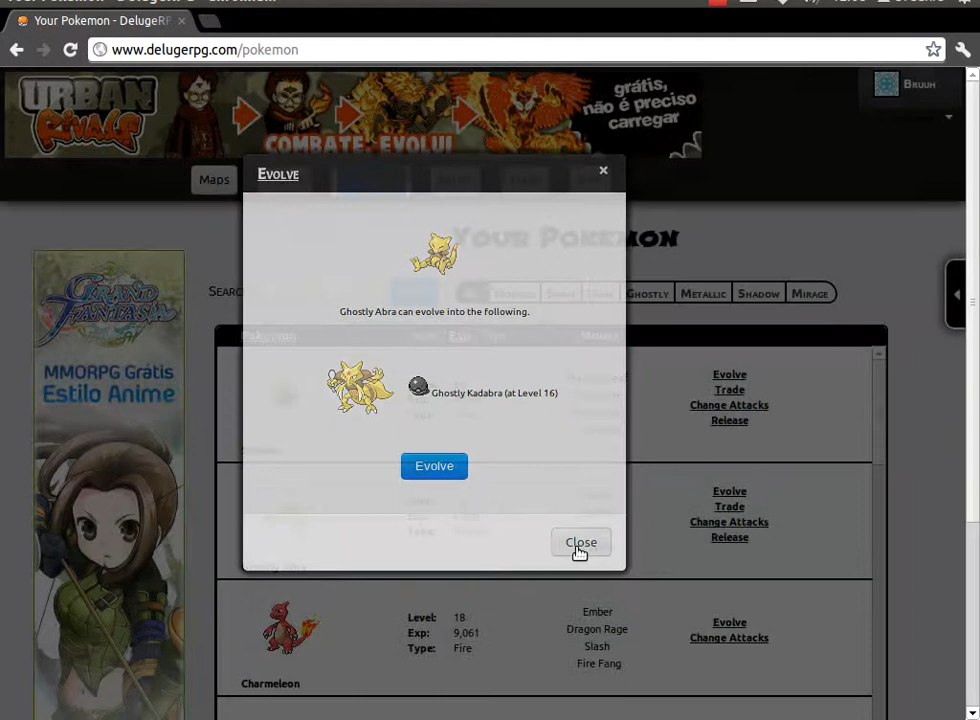 Your Pokemon - DelugeRP
www.delugerpg.com/pokemon
URBAN
RIVALS
COMBATE, EVOLUI
grátis,
não é preciso
carregar
BRUUH
Maps
EVOLVE
×
YOUR POKEMON
GHOSTLY
METALLIC
SHADOW
MIRAGE
Ghostly Abra can evolve into the following.
Ghostly Kadabra (at Level 16)
Evolve
Close
GRAND
FANTASIA
MMORPG Grátis
Estilo Anime
Evolve
Trade
Change Attacks
Release
Evolve
Trade
Change Attacks
Release
Charmeleon
Level: 18
Exp: 9,061
Type: Fire
Ember
Dragon Rage
Slash
Fire Fang
Evolve
Change Attacks